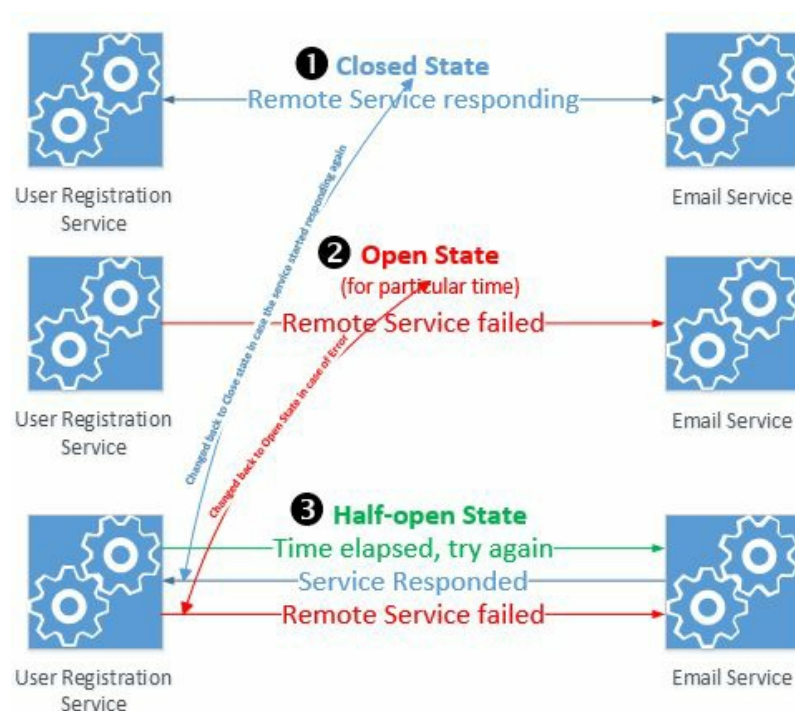 1 Closed State
Remote Service responding
User Registration
Service
Email Service
Changed back to Close state in case the service started responding again
2 Open State
(for particular time)
Remote Service failed
User Registration
Service
Email Service
Changed back to Open State in case of Error
3 Half-open State
Time elapsed, try again
Service Responded
Remote Service failed
User Registration
Service
Email Service